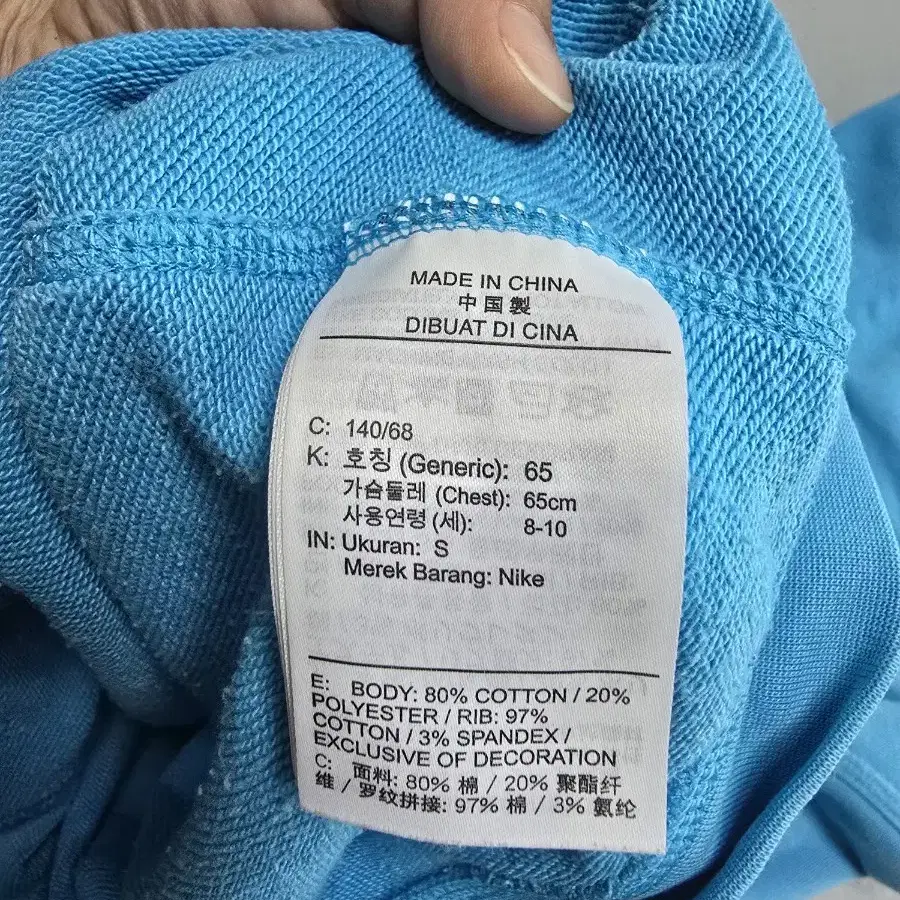 MADE IN CHINA
中国製
DIBUAT DI CINA
C: 140/68
K: 호칭 (Generic): 65
가슴둘레 (Chest): 65cm
사용연령 (세): 8-10
IN: Ukuran: S
Merek Barang: Nike
E: BODY: 80% COTTON / 20%
POLYESTER / RIB: 97%
COTTON / 3% SPANDEX /
EXCLUSIVE OF DECORATION
C: 面料: 80% 棉 / 20% 聚酯纤
维 / 罗纹拼接: 97% 棉 / 3% 氨纶